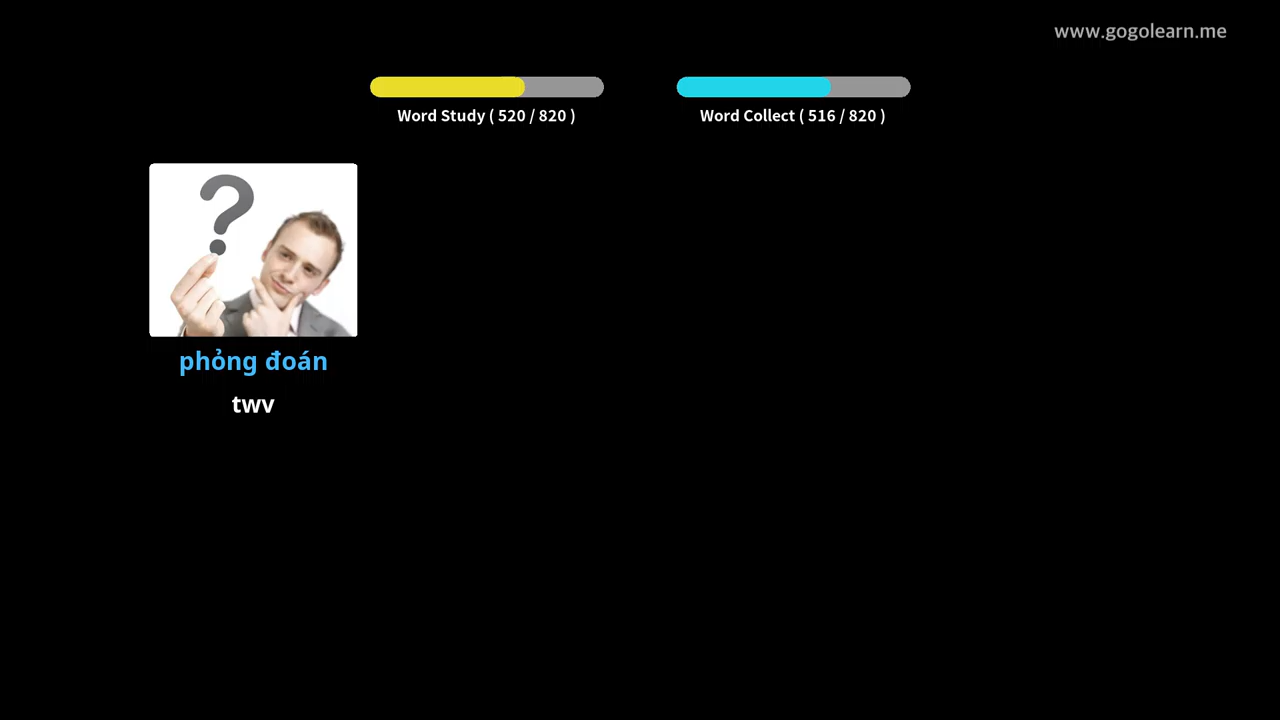 www.gogolearn.me
Word Study ( 520 / 820 )
Word Collect ( 516 / 820 )
?
phỏng đoán
twv